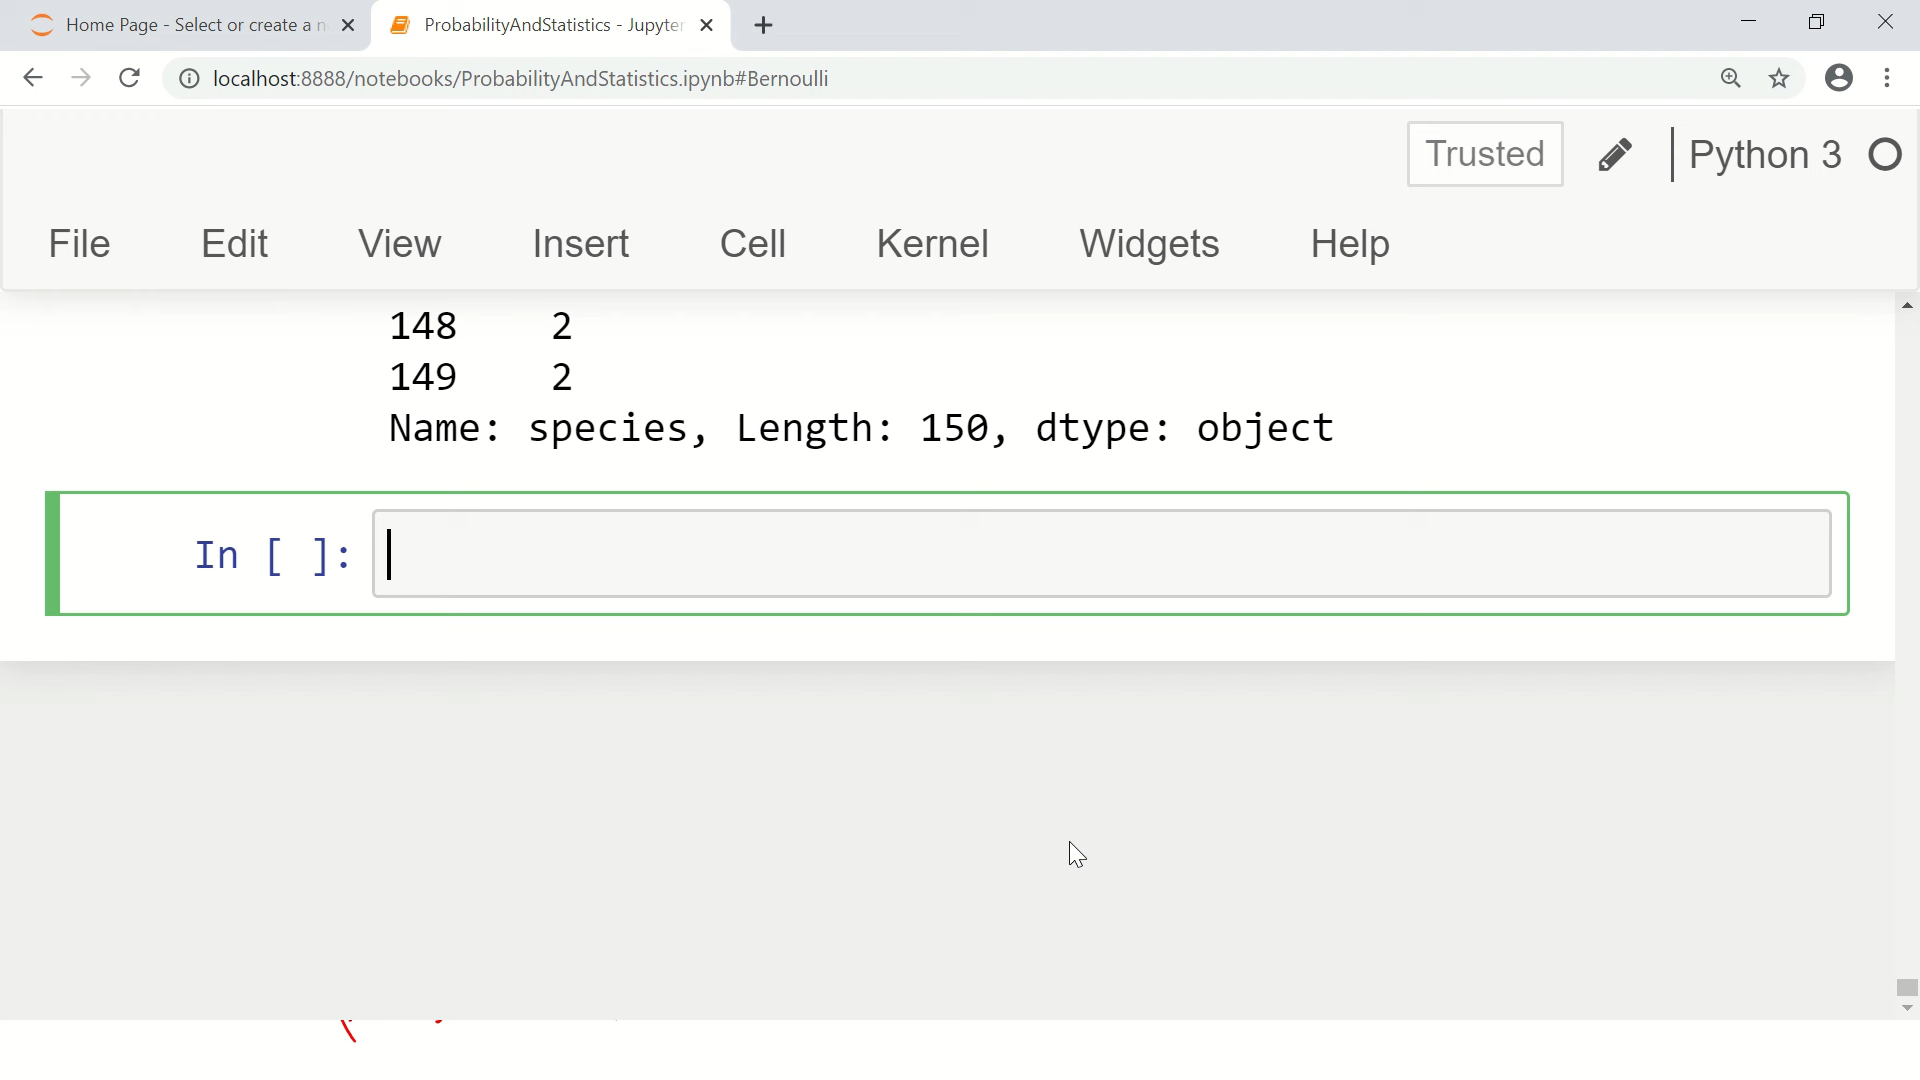 Home Page - Select or create a n
ProbabilityAndStatistics - Jupyter
localhost:8888/notebooks/ProbabilityAndStatistics.ipynb#Bernoulli
Trusted
Python 3
File Edit View Insert Cell Kernel Widgets Help
148 2
149 2
Name: species, Length: 150, dtype: object
In [ ]: